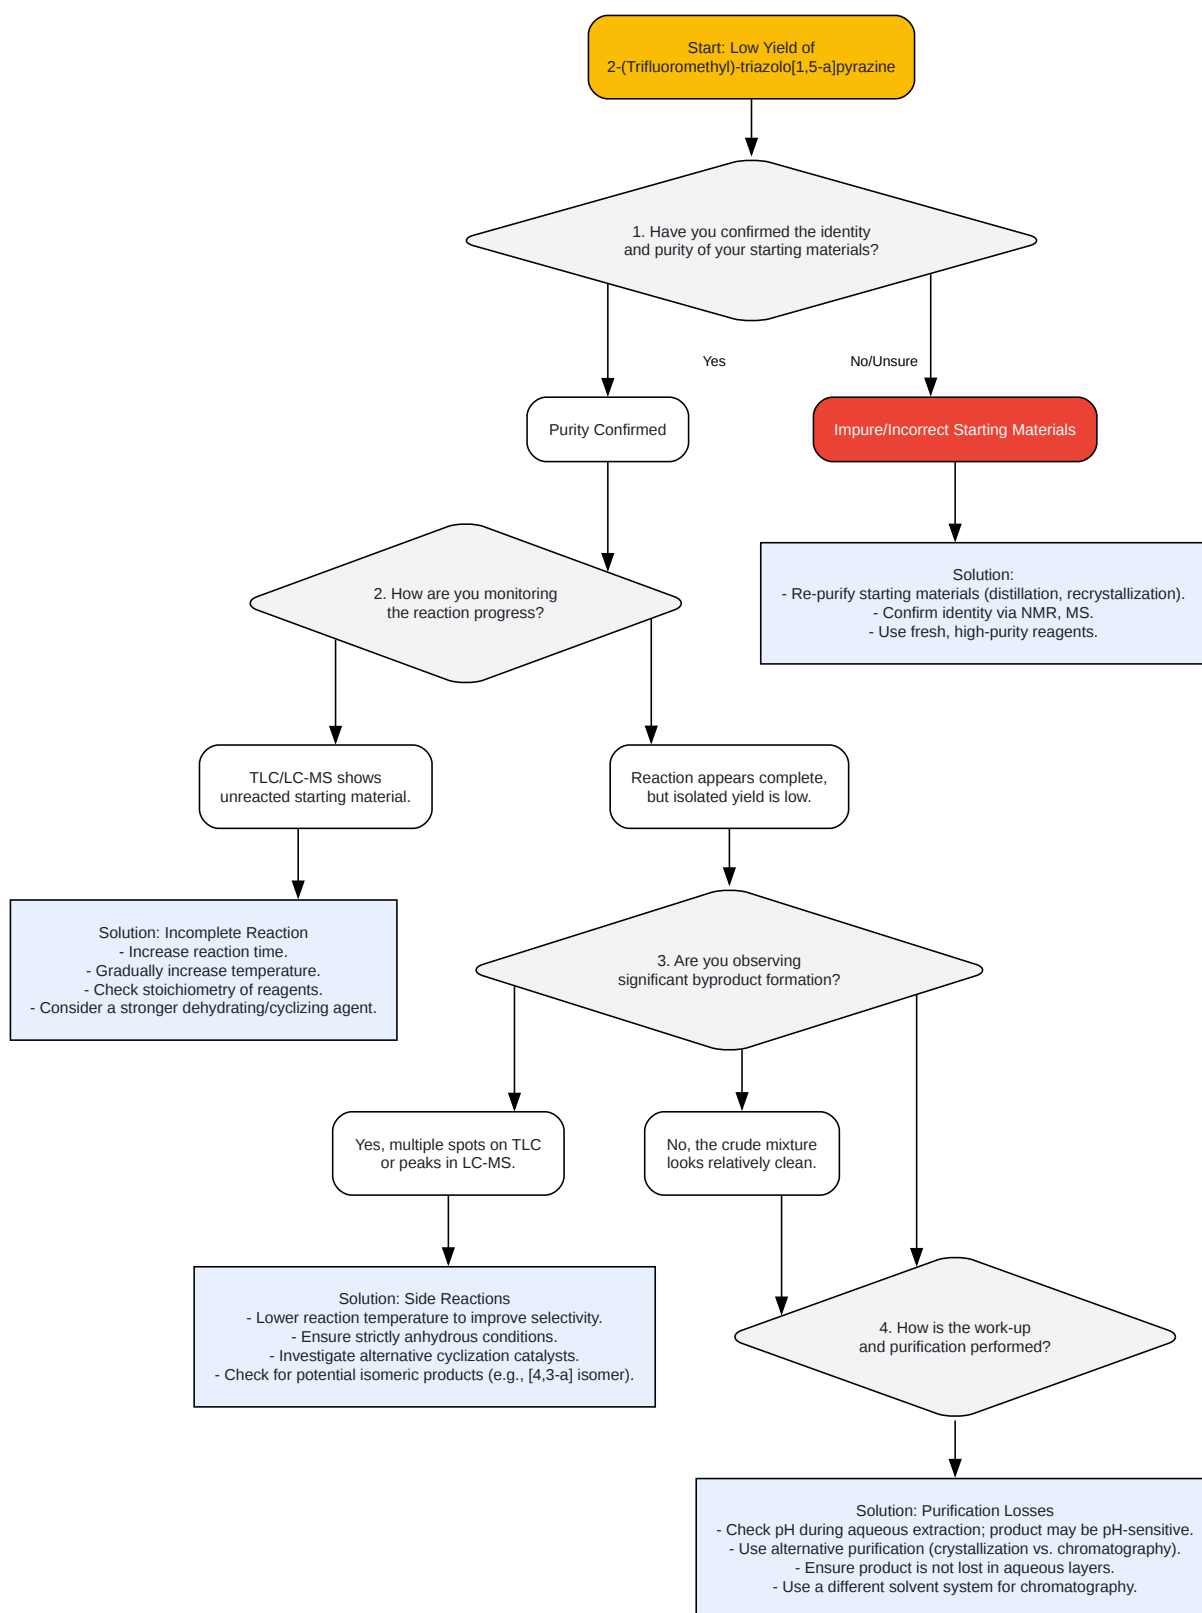 Start: Low Yield of
2-(Trifluoromethyl)-triazolo[1,5-a]pyrazine
1. Have you confirmed the identity
and purity of your starting materials?
Yes
No/Unsure
Purity Confirmed
Impure/Incorrect Starting Materials
2. How are you monitoring
the reaction progress?
Solution:
- Re-purify starting materials (distillation, recrystallization).
- Confirm identity via NMR, MS.
- Use fresh, high-purity reagents.
TLC/LC-MS shows
unreacted starting material.
Reaction appears complete,
but isolated yield is low.
Solution: Incomplete Reaction
- Increase reaction time.
- Gradually increase temperature.
- Check stoichiometry of reagents.
- Consider a stronger dehydrating/cyclizing agent.
3. Are you observing
significant byproduct formation?
Yes, multiple spots on TLC
or peaks in LC-MS.
No, the crude mixture
looks relatively clean.
Solution: Side Reactions
- Lower reaction temperature to improve selectivity.
- Ensure strictly anhydrous conditions.
- Investigate alternative cyclization catalysts.
- Check for potential isomeric products (e.g., [4,3-a] isomer).
4. How is the work-up
and purification performed?
Solution: Purification Losses
- Check pH during aqueous extraction; product may be pH-sensitive.
- Use alternative purification (crystallization vs. chromatography).
- Ensure product is not lost in aqueous layers.
- Use a different solvent system for chromatography.